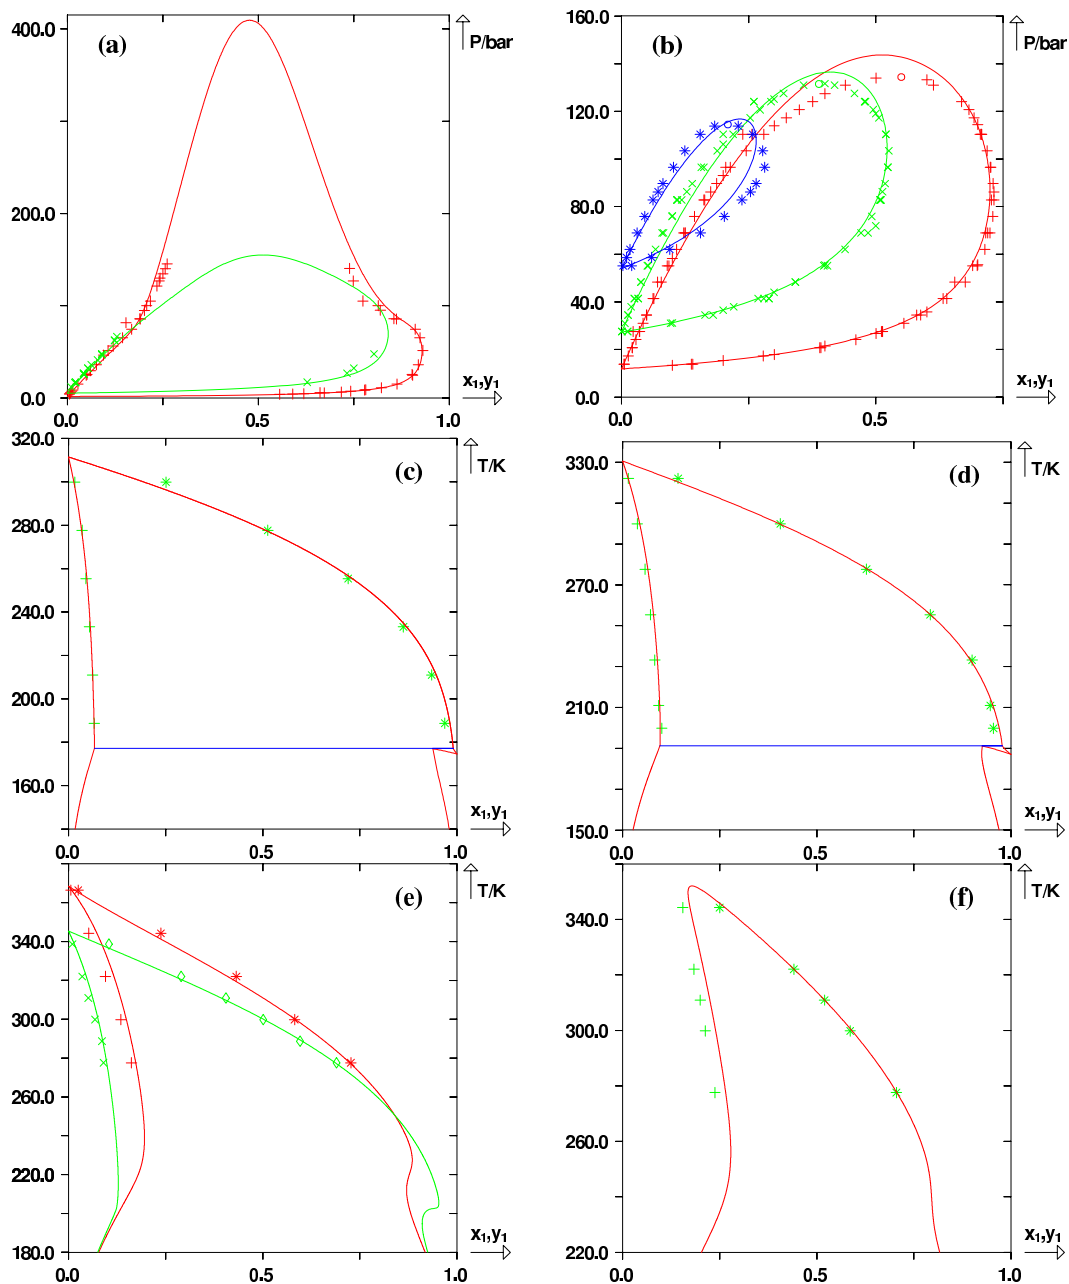 (a)
P/bar
400.0
200.0
0.0
x1,y1
0.0 0.5 1.0
(b)
P/bar
160.0
120.0
80.0
40.0
0.0
x1,y1
0.0 0.5
(c)
T/K
320.0
280.0
240.0
200.0
160.0
x1,y1
0.0 0.5 1.0
(d)
T/K
330.0
270.0
210.0
150.0
x1,y1
0.0 0.5 1.0
(e)
T/K
340.0
300.0
260.0
220.0
180.0
x1,y1
0.0 0.5 1.0
(f)
T/K
340.0
300.0
260.0
220.0
x1,y1
0.0 0.5 1.0